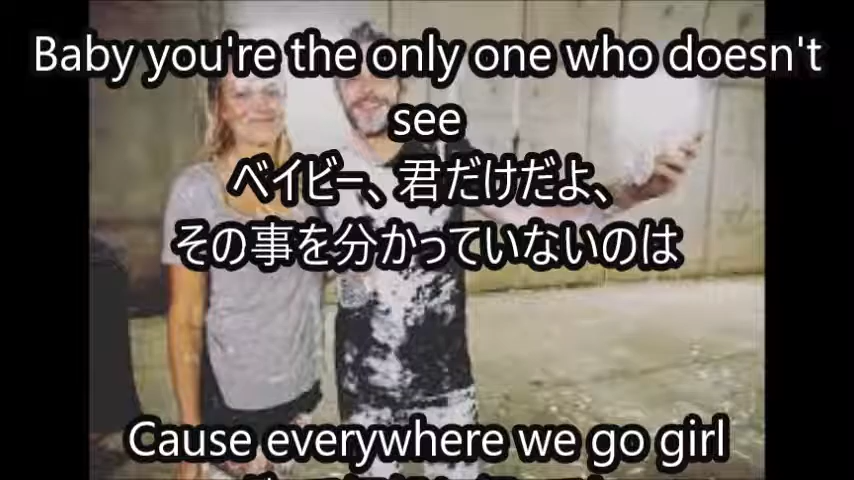 Baby you're the only one who doesn't
see
ベイビー、君だけだよ、
その事を分かっていないのは
Cause everywhere we go girl